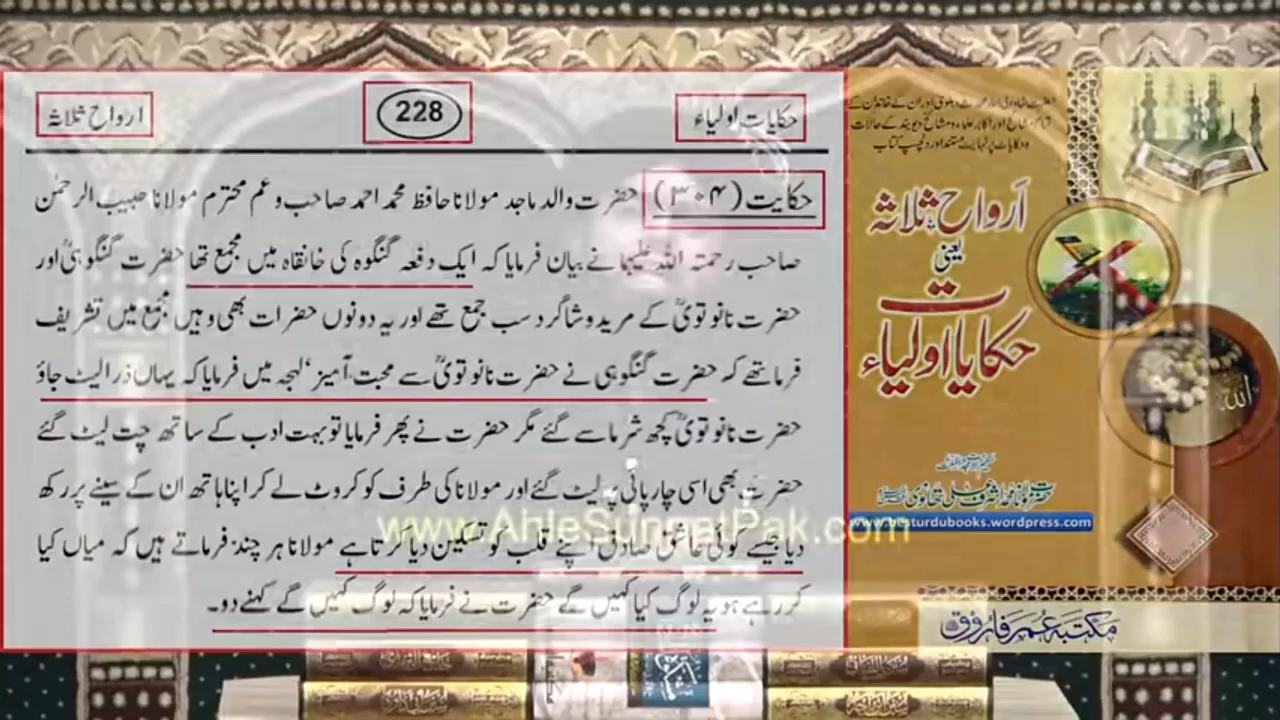 حکایات اولیاء
228
ارواح ثلاثہ
حکایت (۳۰۴) حضرت والد ماجد مولانا حافظ محمد احمد صاحب و عم محترم مولانا حبیب الرحمٰن
صاحب رحمتہ اللہ علیہما نے بیان فرمایا کہ ایک دفعہ گنگوہ کی خانقاہ میں مجمع تھا حضرت گنگوہیؒ اور
حضرت نانوتویؒ کے مرید و شاگرد سب جمع تھے اور یہ دونوں حضرات بھی وہیں مجمع میں تشریف
فرما تھے کہ حضرت گنگوہی نے حضرت نانوتویؒ سے محبت آمیز لہجہ میں فرمایا کہ یہاں ذرا لیٹ جاؤ
حضرت نانوتویؒ کچھ شرما سے گئے مگر حضرت نے پھر فرمایا تو بہت ادب کے ساتھ چت لیٹ گئے
حضرت بھی اسی چارپائی پہ لیٹ گئے اور مولانا کی طرف کو کروٹ لے کر اپنا ہاتھ ان کے سینے پر رکھ
دیا جیسے کوئی عاشق صادق اپنے قلب کو تسکین دیا کرتا ہے مولانا ہر چند فرماتے ہیں کہ میاں کیا
کر رہے ہو یہ لوگ کیا کہیں گے حضرت نے فرمایا کہ لوگ کہیں گے کہنے دو۔
www.AhleSunnatPak.com
اَرواحِ ثلاثہ
یعنی
حکایات اولیاء
www.besturdubooks.wordpress.com
مکتبہ عمر فاروق